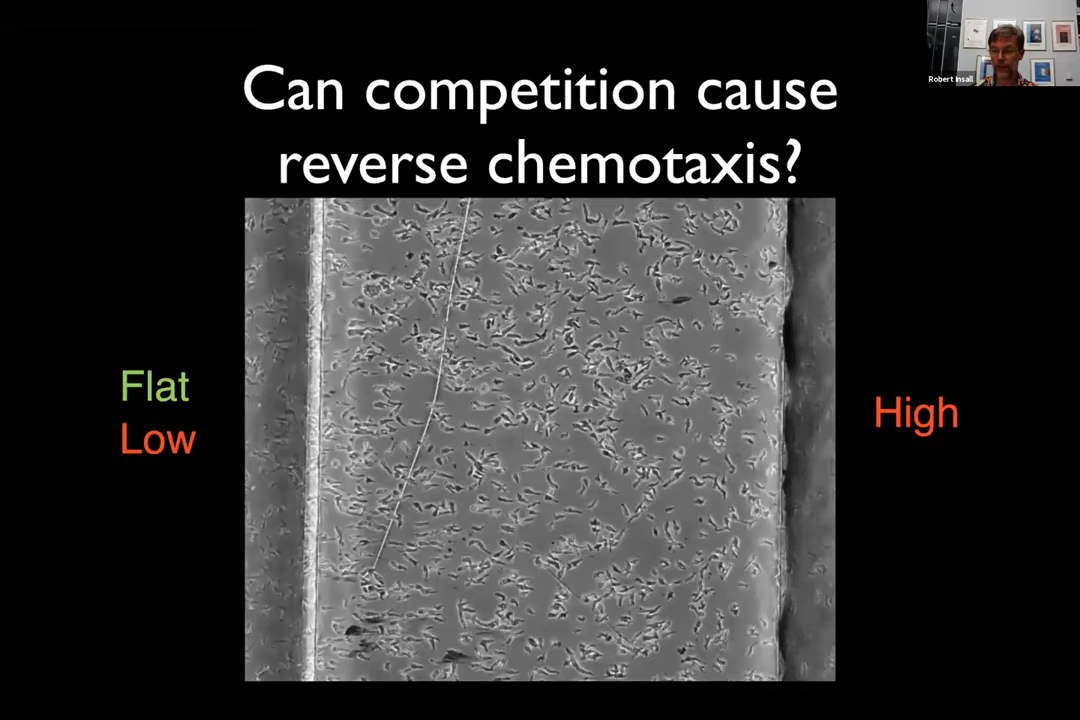 Robert Insall
Can competition cause
reverse chemotaxis?
Flat
Low
High